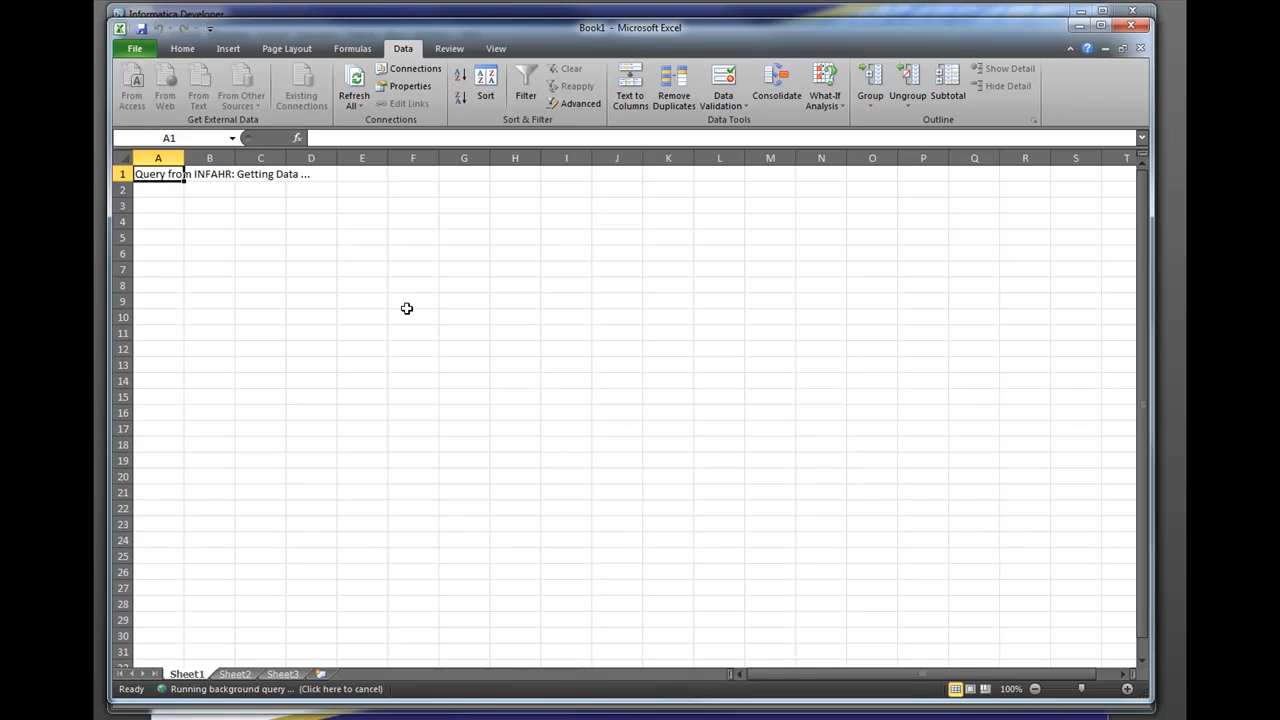 Informatica Developer
Book1 - Microsoft Excel
File Home Insert Page Layout Formulas Data Review View
From Access
From Web
From Text
From Other Sources
Existing Connections
Get External Data
Refresh All
Connections
Properties
Edit Links
Connections
Sort
Filter
Clear
Reapply
Advanced
Sort & Filter
Text to Columns
Remove Duplicates
Data Validation
Consolidate
What-If Analysis
Data Tools
Group
Ungroup
Subtotal
Show Detail
Hide Detail
Outline
A1 fx
A B C D E F G H I J K L M N O P Q R S T
1 Query from INFAHR: Getting Data ...
2
3
4
5
6
7
8
9
10
11
12
13
14
15
16
17
18
19
20
21
22
23
24
25
26
27
28
29
30
31
Sheet1 Sheet2 Sheet3
Ready Running background query ... (Click here to cancel) 100%